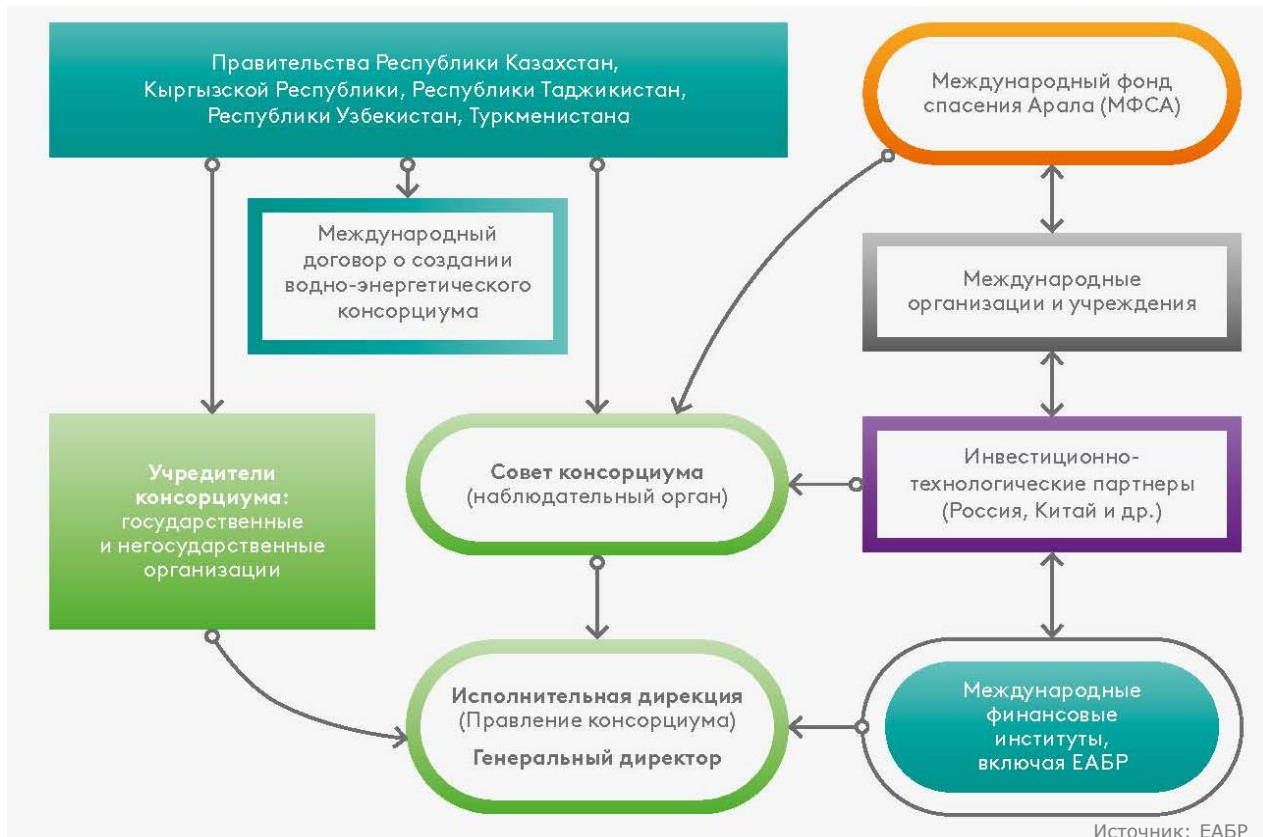 Правительства Республики Казахстан,
Кыргызской Республики, Республики Таджикистан,
Республики Узбекистан, Туркменистана
Международный фонд
спасения Арала (МФСА)
Международный
договор о создании
водно-энергетического
консорциума
Международные
организации и учреждения
Учредители
консорциума:
государственные
и негосударственные
организации
Совет консорциума
(наблюдательный орган)
Инвестиционно-
технологические партнеры
(Россия, Китай и др.)
Исполнительная дирекция
(Правление консорциума)
Генеральный директор
Международные
финансовые
институты,
включая ЕАБР
Источник: ЕАБР